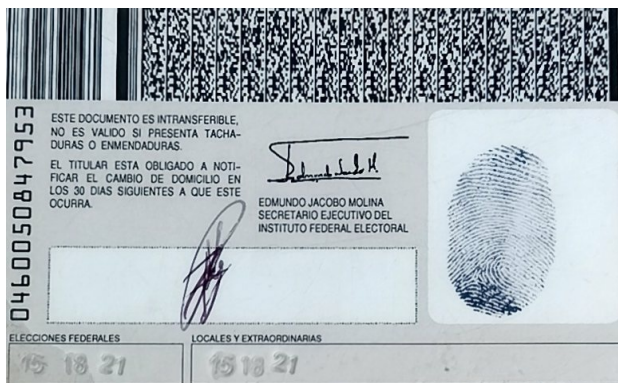 0460050847953
ESTE DOCUMENTO ES INTRANSFERIBLE,
NO ES VALIDO SI PRESENTA TACHA-
DURAS O ENMENDADURAS.
EL TITULAR ESTA OBLIGADO A NOTI-
FICAR EL CAMBIO DE DOMICILIO EN
LOS 30 DIAS SIGUIENTES A QUE ESTE
OCURRA.
EDMUNDO JACOBO MOLINA
SECRETARIO EJECUTIVO DEL
INSTITUTO FEDERAL ELECTORAL
ELECCIONES FEDERALES
LOCALES Y EXTRAORDINARIAS
15 18 21
15 18 21